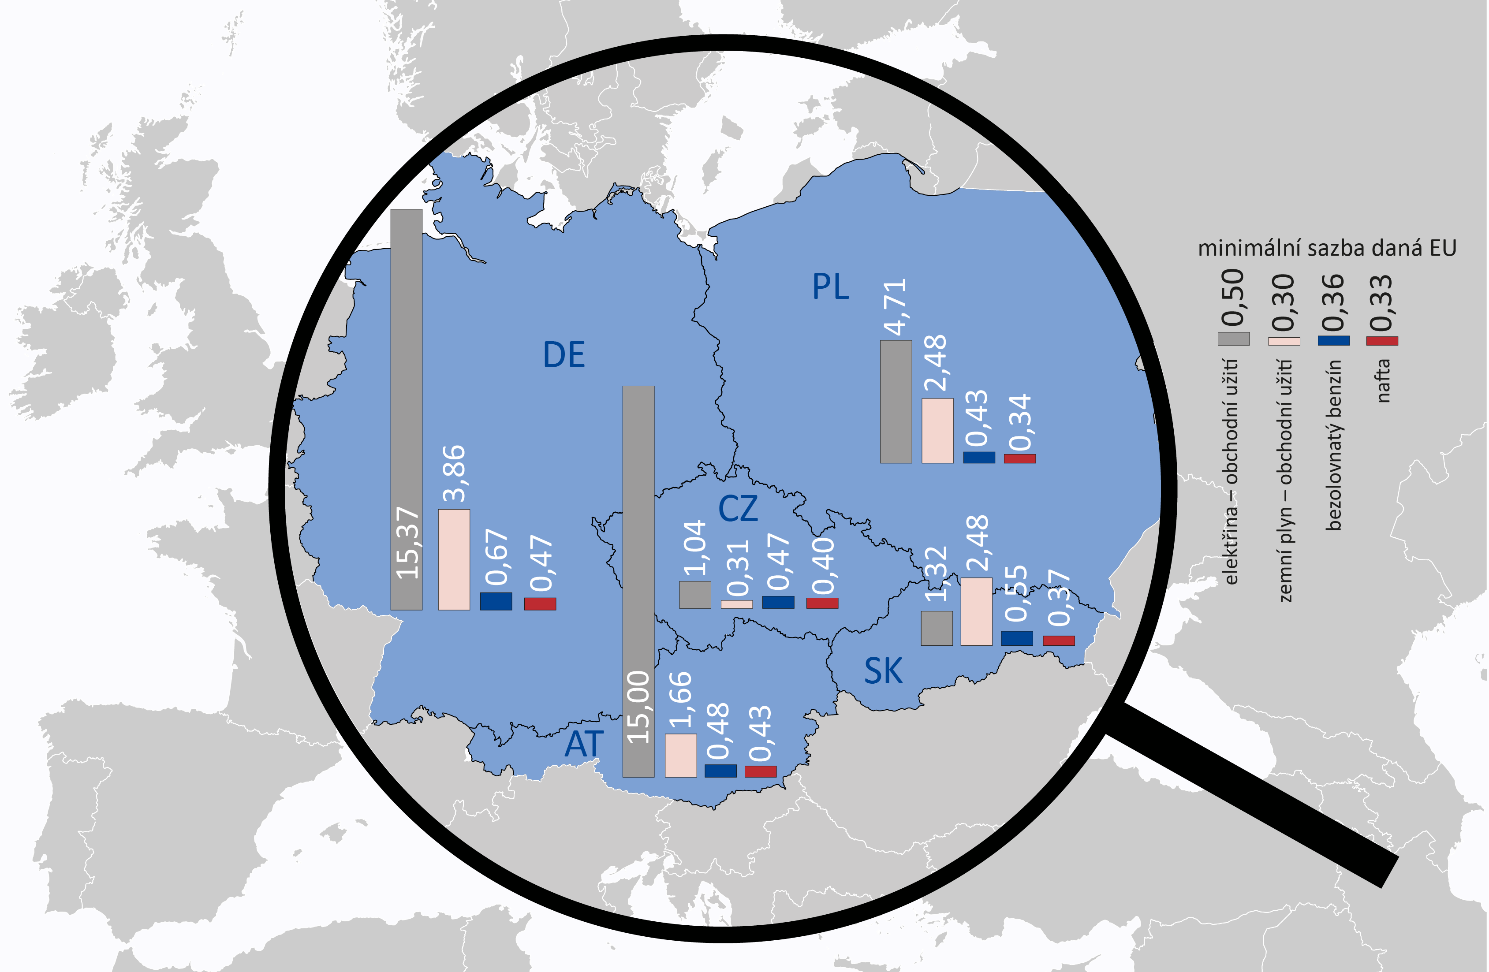 minimální sazba daná EU
0,50
0,30
0,36
0,33
elektřina – obchodní užití
zemní plyn – obchodní užití
bezolovnatý benzín
nafta
DE
15,37
3,86
0,67
0,47
PL
4,71
2,48
0,43
0,34
CZ
1,04
0,31
0,47
0,40
SK
1,32
2,48
0,55
0,37
AT
15,00
1,66
0,48
0,43